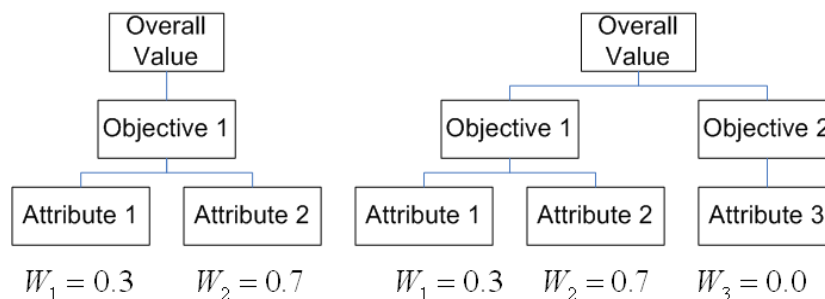 Overall
Value
Objective 1
Attribute 1
Attribute 2
W₁ = 0.3
W₂ = 0.7
Overall
Value
Objective 1
Objective 2
Attribute 1
Attribute 2
Attribute 3
W₁ = 0.3
W₂ = 0.7
W₃ = 0.0